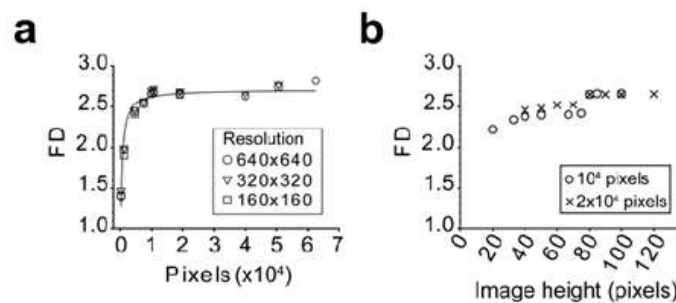 a
3.0
2.5
2.0
1.5
1.0
FD
0 1 2 3 4 5 6 7
Pixels (x10⁴)
Resolution
640x640
320x320
160x160
b
3.0
2.5
2.0
1.5
1.0
FD
0 20 40 60 80 100 120
Image height (pixels)
10⁴ pixels
2x10⁴ pixels